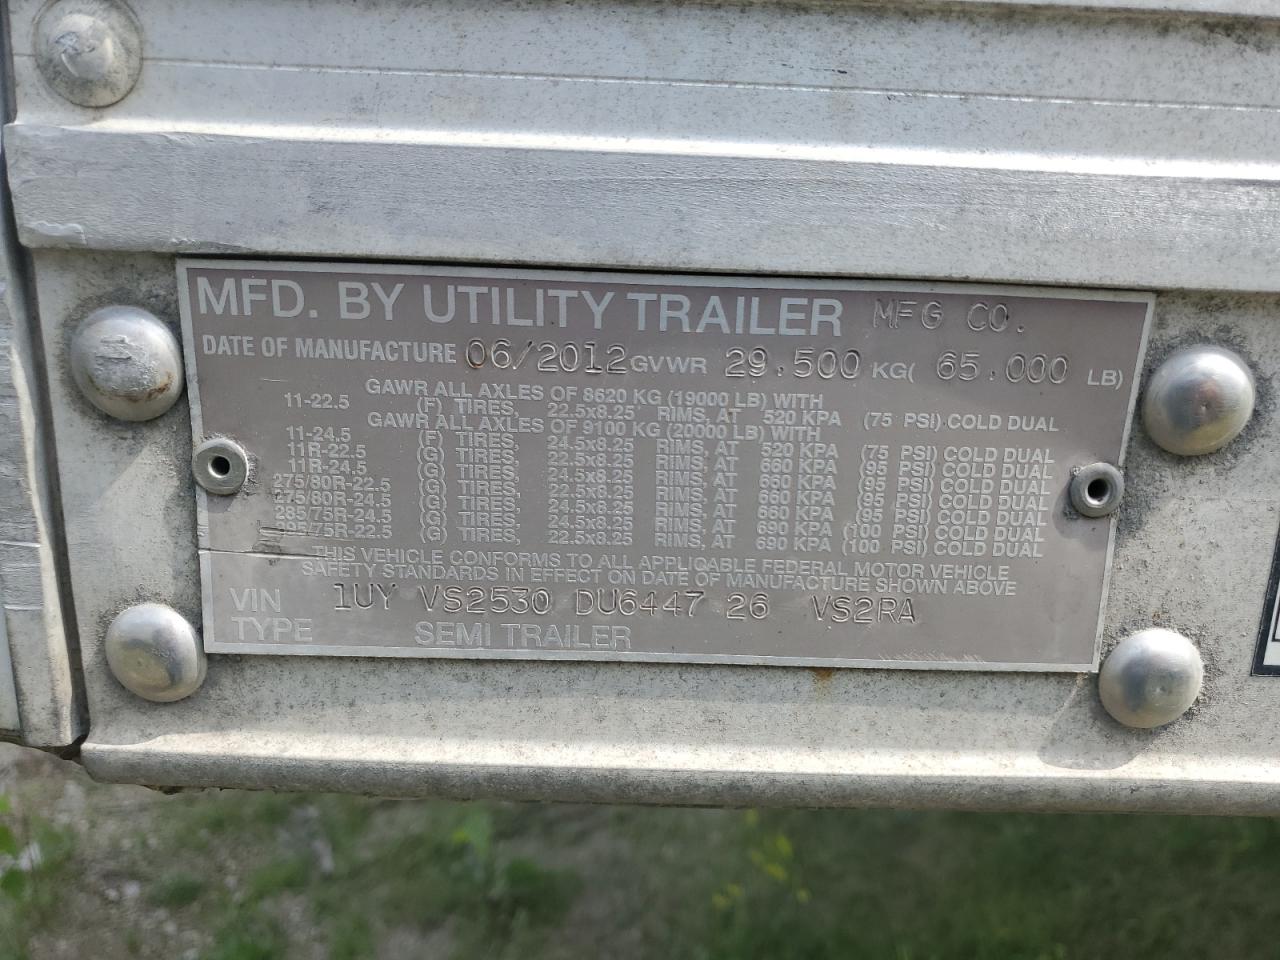 MFD. BY UTILITY TRAILER MFG CO.
DATE OF MANUFACTURE 06/2012 GVWR 29.500 KG( 65.000 LB)
GAWR ALL AXLES OF 8620 KG (19000 LB) WITH
11-22.5 (F) TIRES, 22.5x8.25 RIMS, AT 520 KPA (75 PSI) COLD DUAL
GAWR ALL AXLES OF 9100 KG (20000 LB) WITH
11-24.5 (F) TIRES, 24.5x8.25 RIMS, AT 520 KPA (75 PSI) COLD DUAL
11R-22.5 (G) TIRES, 22.5x8.25 RIMS, AT 660 KPA (95 PSI) COLD DUAL
11R-24.5 (G) TIRES, 24.5x8.25 RIMS, AT 660 KPA (95 PSI) COLD DUAL
275/80R-22.5 (G) TIRES, 22.5x8.25 RIMS, AT 660 KPA (95 PSI) COLD DUAL
275/80R-24.5 (G) TIRES, 24.5x8.25 RIMS, AT 660 KPA (95 PSI) COLD DUAL
285/75R-24.5 (G) TIRES, 24.5x8.25 RIMS, AT 690 KPA (100 PSI) COLD DUAL
295/75R-22.5 (G) TIRES, 22.5x8.25 RIMS, AT 690 KPA (100 PSI) COLD DUAL
THIS VEHICLE CONFORMS TO ALL APPLICABLE FEDERAL MOTOR VEHICLE
SAFETY STANDARDS IN EFFECT ON DATE OF MANUFACTURE SHOWN ABOVE
VIN 1UY VS2530 DU6447 26 VS2RA
TYPE SEMI TRAILER